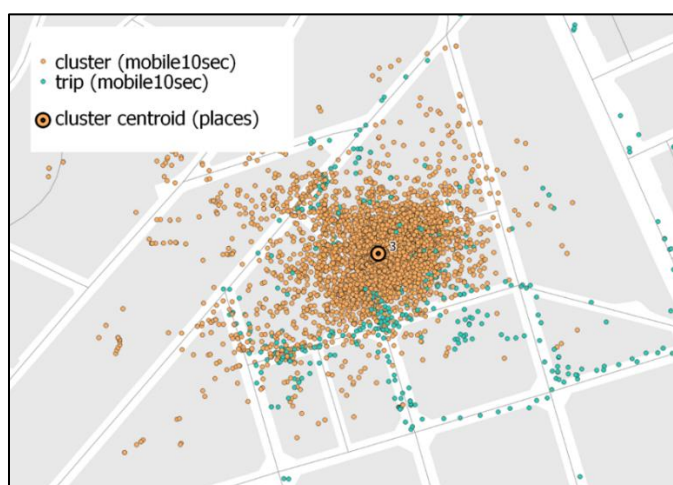 cluster (mobile10sec)
trip (mobile10sec)
cluster centroid (places)
3